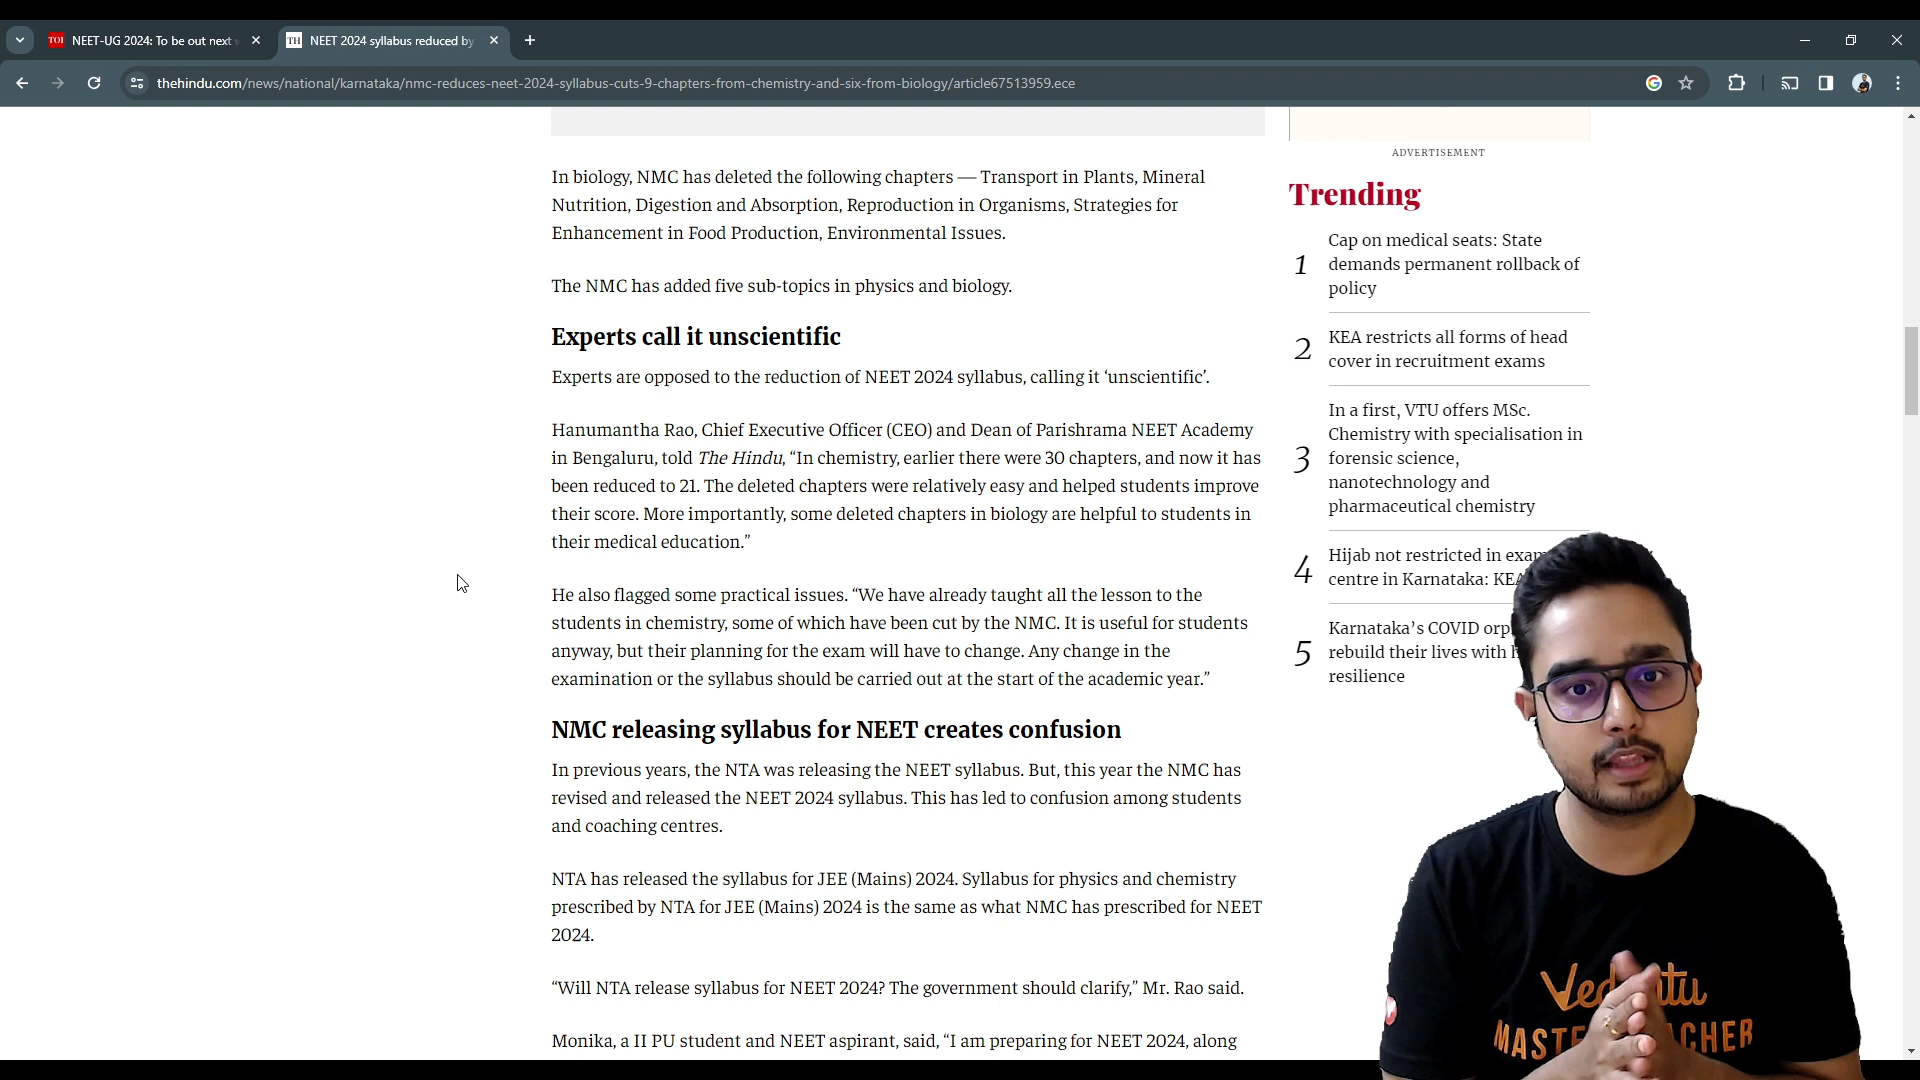 TOI NEET-UG 2024: To be out next
TH NEET 2024 syllabus reduced by
thehindu.com/news/national/karnataka/nmc-reduces-neet-2024-syllabus-cuts-9-chapters-from-chemistry-and-six-from-biology/article67513959.ece
In biology, NMC has deleted the following chapters — Transport in Plants, Mineral
Nutrition, Digestion and Absorption, Reproduction in Organisms, Strategies for
Enhancement in Food Production, Environmental Issues.
The NMC has added five sub-topics in physics and biology.
Experts call it unscientific
Experts are opposed to the reduction of NEET 2024 syllabus, calling it ‘unscientific’.
Hanumantha Rao, Chief Executive Officer (CEO) and Dean of Parishrama NEET Academy
in Bengaluru, told The Hindu, “In chemistry, earlier there were 30 chapters, and now it has
been reduced to 21. The deleted chapters were relatively easy and helped students improve
their score. More importantly, some deleted chapters in biology are helpful to students in
their medical education.”
He also flagged some practical issues. “We have already taught all the lesson to the
students in chemistry, some of which have been cut by the NMC. It is useful for students
anyway, but their planning for the exam will have to change. Any change in the
examination or the syllabus should be carried out at the start of the academic year.”
NMC releasing syllabus for NEET creates confusion
In previous years, the NTA was releasing the NEET syllabus. But, this year the NMC has
revised and released the NEET 2024 syllabus. This has led to confusion among students
and coaching centres.
NTA has released the syllabus for JEE (Mains) 2024. Syllabus for physics and chemistry
prescribed by NTA for JEE (Mains) 2024 is the same as what NMC has prescribed for NEET
2024.
“Will NTA release syllabus for NEET 2024? The government should clarify,” Mr. Rao said.
Monika, a II PU student and NEET aspirant, said, “I am preparing for NEET 2024, along
ADVERTISEMENT
Trending
1 Cap on medical seats: State
demands permanent rollback of
policy
2 KEA restricts all forms of head
cover in recruitment exams
3 In a first, VTU offers MSc.
Chemistry with specialisation in
forensic science,
nanotechnology and
pharmaceutical chemistry
4 Hijab not restricted in exam
centre in Karnataka: KEA
5 Karnataka’s COVID orp
rebuild their lives with h
resilience